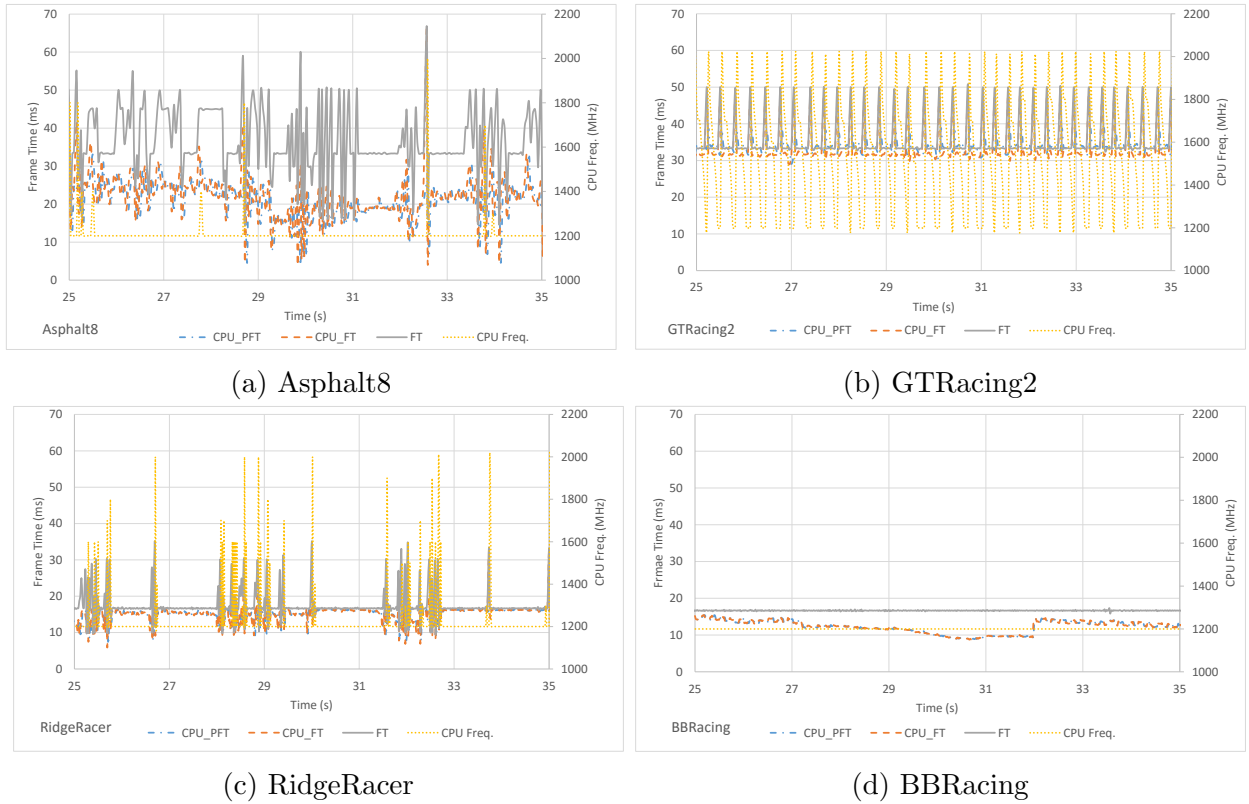 70
60
50
40
30
20
10
0
Frame Time (ms)
2200
2000
1800
1600
1400
1200
1000
CPU Freq. (MHz)
25 27 29 31 33 35
Time (s)
Asphalt8
CPU_PFT CPU_FT FT CPU Freq.
(a) Asphalt8
70
60
50
40
30
20
10
0
Frame Time (ms)
2200
2000
1800
1600
1400
1200
1000
CPU Freq. (MHz)
25 27 29 31 33 35
Time (s)
GTRacing2
CPU_PFT CPU_FT FT CPU Freq.
(b) GTRacing2
70
60
50
40
30
20
10
0
Frame Time (ms)
2200
2000
1800
1600
1400
1200
1000
CPU Freq. (MHz)
25 27 29 31 33 35
Time (s)
RidgeRacer
CPU_PFT CPU_FT FT CPU Freq.
(c) RidgeRacer
70
60
50
40
30
20
10
0
Frmae Time (ms)
2200
2000
1800
1600
1400
1200
1000
CPU Freq. (MHz)
25 27 29 31 33 35
Time (s)
BBRacing
CPU_PFT CPU_FT FT CPU Freq.
(d) BBRacing